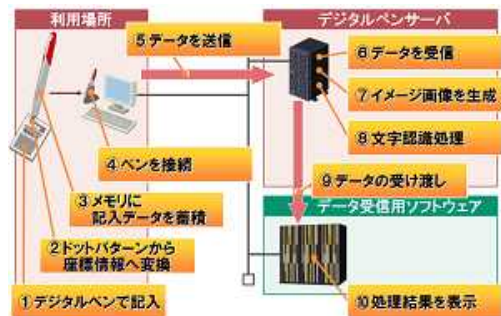 利用場所
デジタルペンサーバ
⑤データを送信
⑥データを受信
⑦イメージ画像を生成
⑧文字認識処理
④ペンを接続
③メモリに
記入データを蓄積
⑨データの受け渡し
データ受信用ソフトウェア
②ドットパターンから
座標情報へ変換
①デジタルペンで記入
⑩処理結果を表示